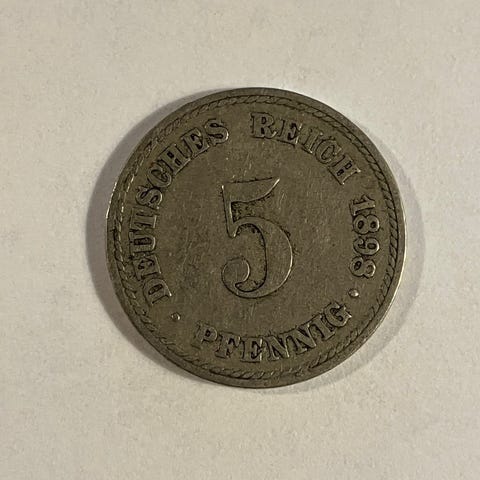 DEUTSCHES REICH 1898
5
· PFENNIG ·